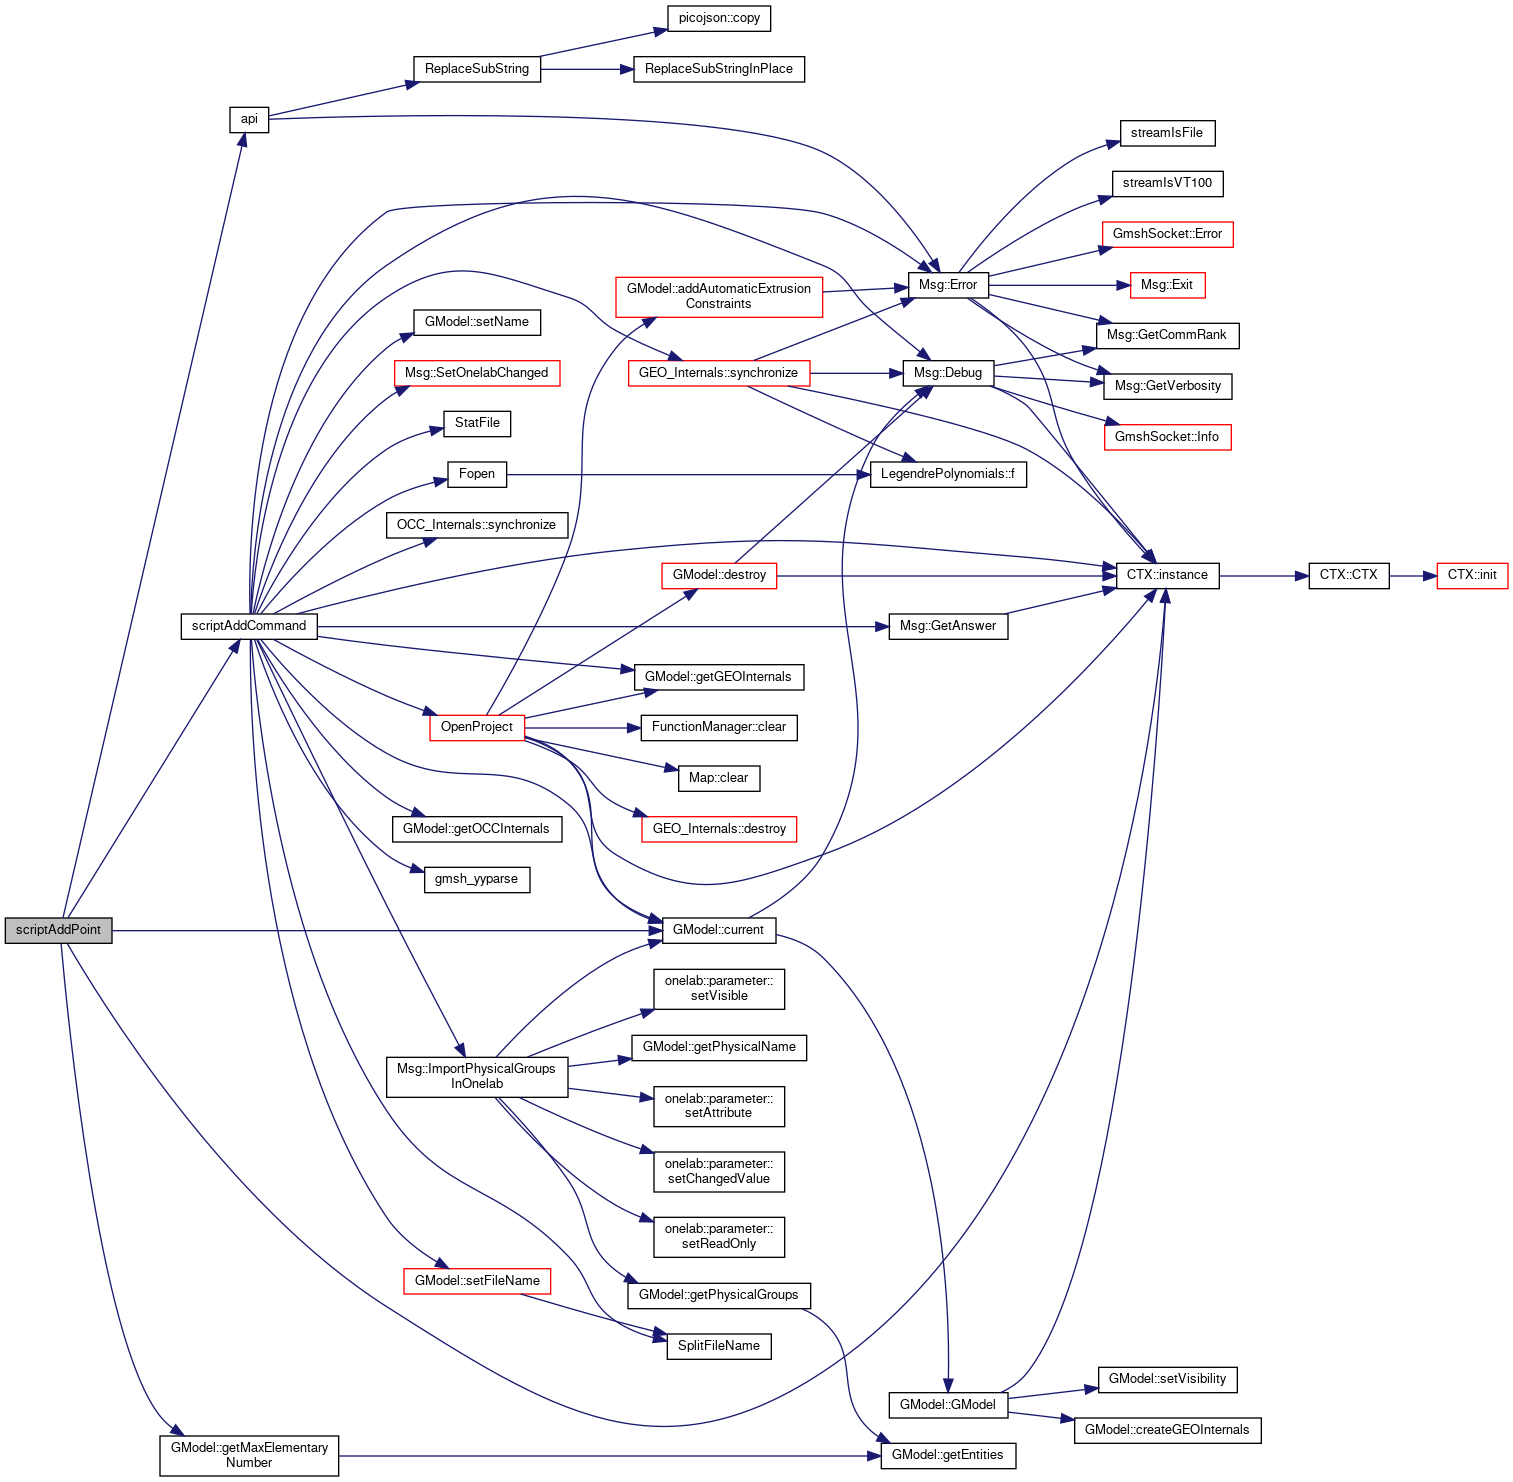 picojson::copy
ReplaceSubString
ReplaceSubStringInPlace
api
streamIsFile
streamIsVT100
GmshSocket::Error
GModel::addAutomaticExtrusion
Constraints
Msg::Error
Msg::Exit
GModel::setName
Msg::GetCommRank
Msg::SetOnelabChanged
GEO_Internals::synchronize
Msg::Debug
Msg::GetVerbosity
StatFile
GmshSocket::Info
Fopen
LegendrePolynomials::f
OCC_Internals::synchronize
GModel::destroy
CTX::instance
CTX::CTX
CTX::init
scriptAddCommand
Msg::GetAnswer
GModel::getGEOInternals
OpenProject
FunctionManager::clear
Map::clear
GModel::getOCCInternals
GEO_Internals::destroy
gmsh_yyparse
scriptAddPoint
GModel::current
onelab::parameter::
setVisible
GModel::getPhysicalName
Msg::ImportPhysicalGroups
InOnelab
onelab::parameter::
setAttribute
onelab::parameter::
setChangedValue
onelab::parameter::
setReadOnly
GModel::setFileName
GModel::getPhysicalGroups
SplitFileName
GModel::setVisibility
GModel::GModel
GModel::createGEOInternals
GModel::getMaxElementary
Number
GModel::getEntities